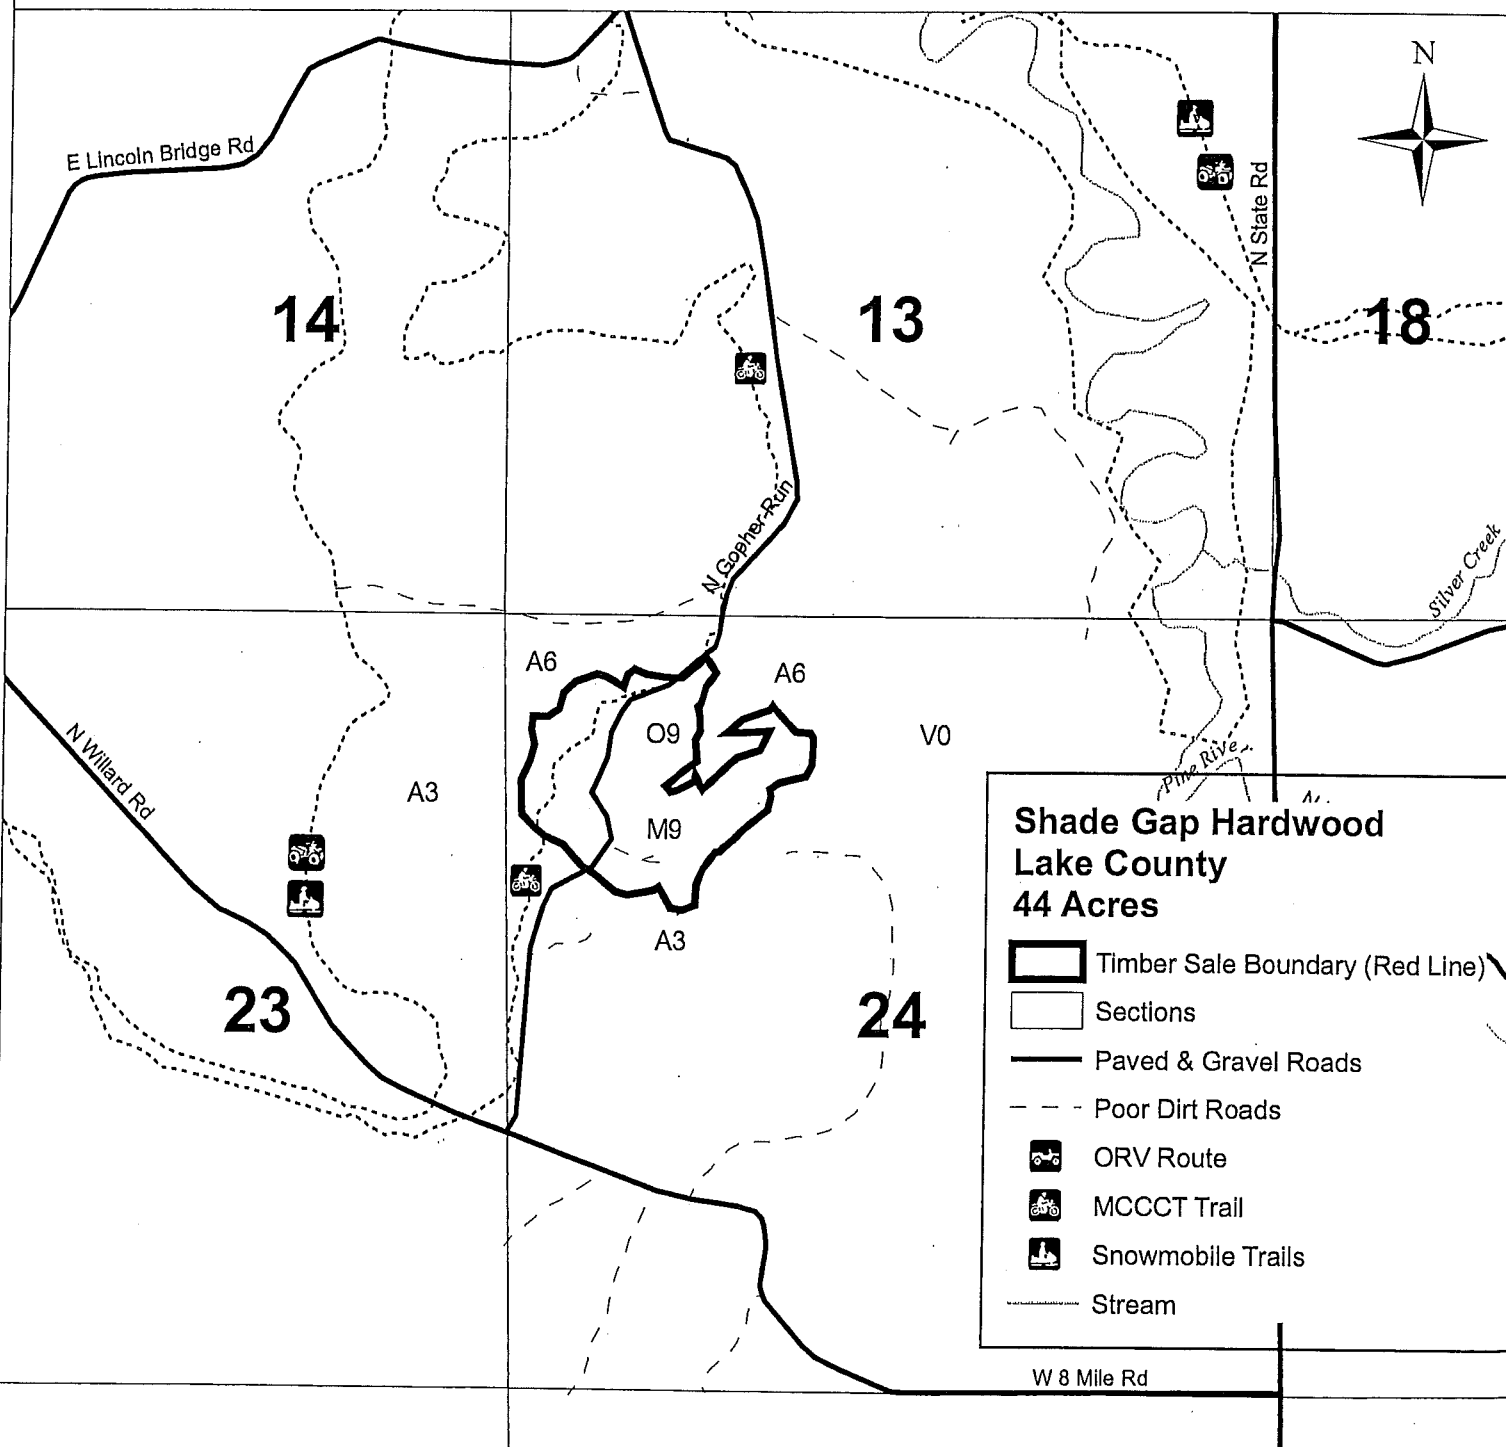 N
E Lincoln Bridge Rd
N State Rd
14
13
18
N Gopher Run
Silver Creek
A6
A6
N Willard Rd
O9
V0
Pine River
A3
M9
A3
23
24
Shade Gap Hardwood
Lake County
44 Acres
Timber Sale Boundary (Red Line)
Sections
Paved & Gravel Roads
Poor Dirt Roads
ORV Route
MCCCT Trail
Snowmobile Trails
Stream
W 8 Mile Rd